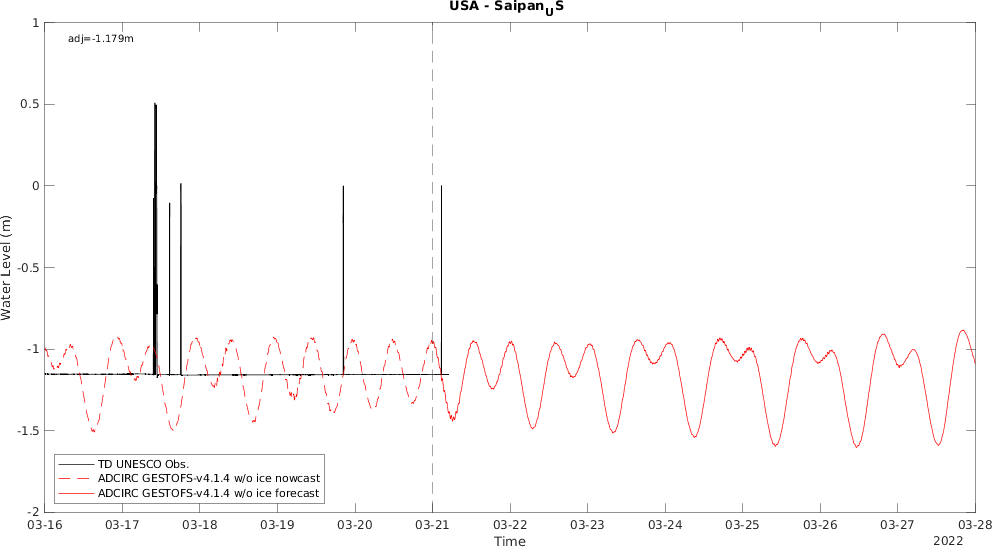 USA - Saipan_US
adj=-1.179m
1
0.5
0
-0.5
-1
-1.5
-2
Water Level (m)
TD UNESCO Obs.
ADCIRC GESTOFS-v4.1.4 w/o ice nowcast
ADCIRC GESTOFS-v4.1.4 w/o ice forecast
03-16 03-17 03-18 03-19 03-20 03-21 03-22 03-23 03-24 03-25 03-26 03-27 03-28
Time
2022